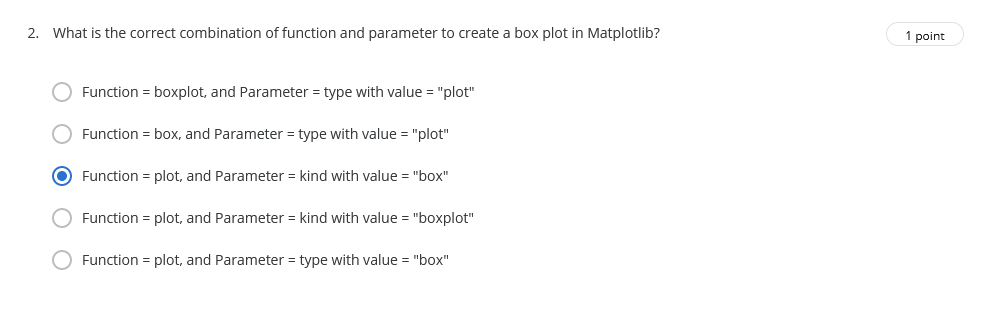 2. What is the correct combination of function and parameter to create a box plot in Matplotlib?
1 point
Function = boxplot, and Parameter = type with value = "plot"
Function = box, and Parameter = type with value = "plot"
Function = plot, and Parameter = kind with value = "box"
Function = plot, and Parameter = kind with value = "boxplot"
Function = plot, and Parameter = type with value = "box"